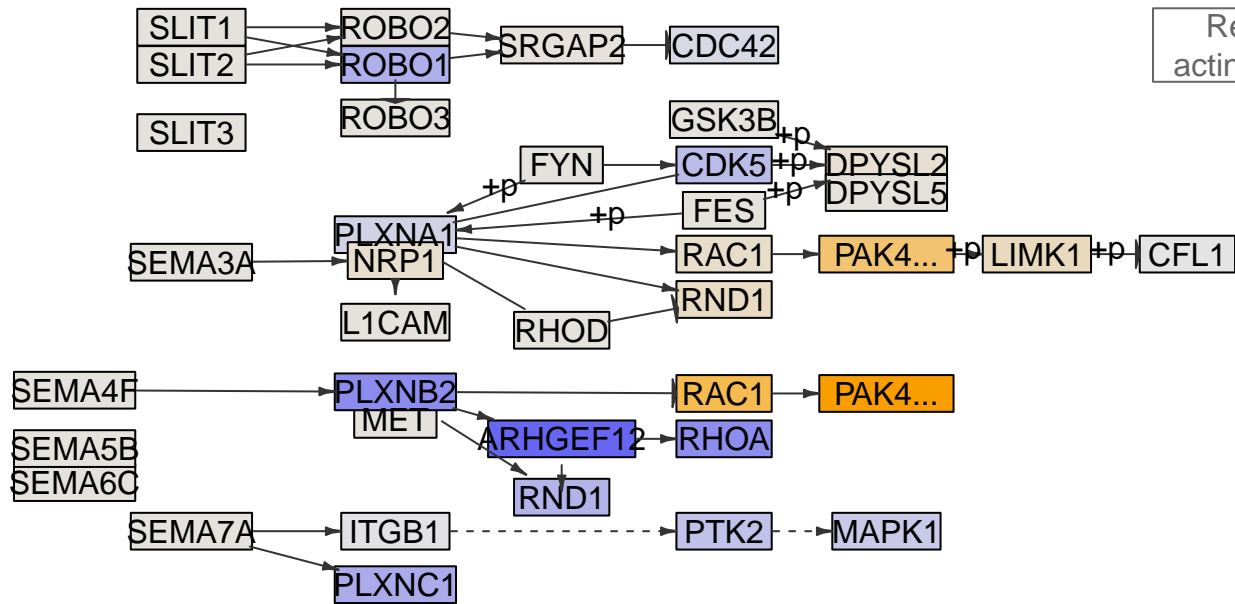 SLIT1
ROBO2
SLIT2
ROBO1
SRGAP2
CDC42
Re
actin
SLIT3
ROBO3
GSK3B
+p
FYN
CDK5
+p
DPYSL2
+p
FES
+p
DPYSL5
PLXNA1
+p
SEMA3A
NRP1
RAC1
PAK4...
+p
LIMK1
+p
CFL1
RND1
L1CAM
RHOD
SEMA4F
PLXNB2
RAC1
PAK4...
MET
SEMA5B
ARHGEF12
RHOA
SEMA6C
RND1
SEMA7A
ITGB1
PTK2
MAPK1
PLXNC1